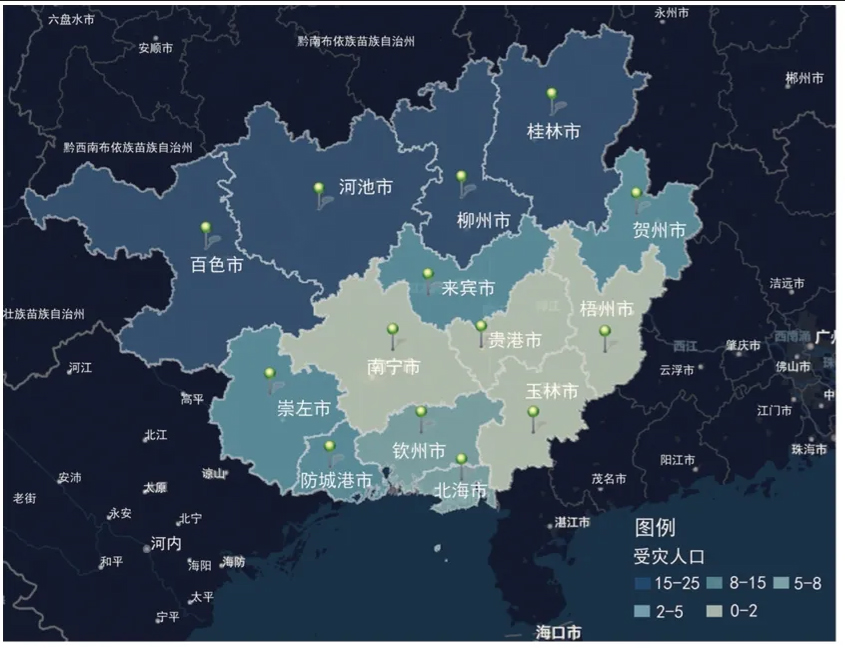 六盘水市
永州市
安顺市
黔南布依族苗族自治州
郴州市
桂林市
黔西南布依族苗族自治州
河池市
柳州市
贺州市
百色市
来宾市
清远市
梧州市
壮族苗族自治州
贵港市
西江
肇庆市
广州
河江
南宁市
云浮市
佛山市
高平
崇左市
玉林市
江门市
中
北江
钦州市
珠海市
谅山
防城港市
北海市
阳江市
安沛
太原
茂名市
老街
永安
北宁
湛江市
图例
河内
受灾人口
和平
海阳
海防
15-25
8-15
5-8
太平
2-5
0-2
宁平
海口市